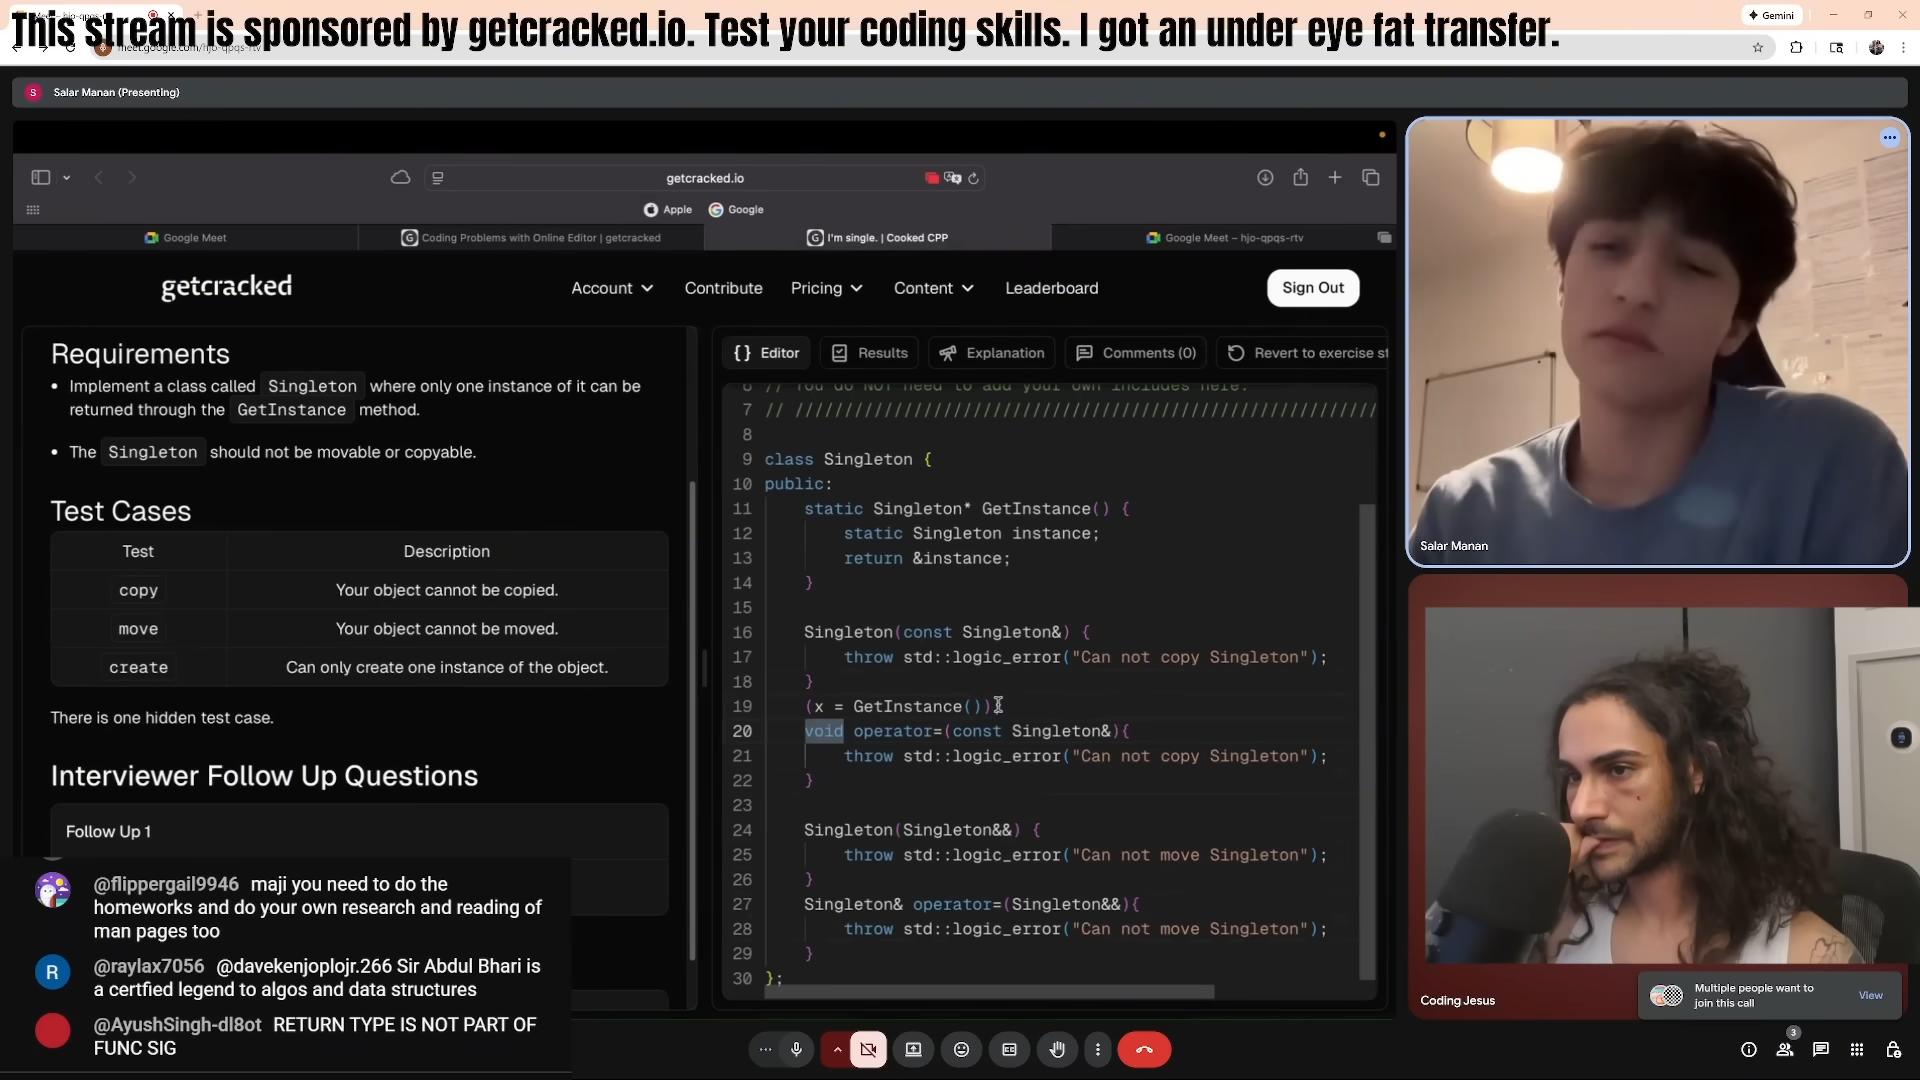 This stream is sponsored by getcracked.io. Test your coding skills. I got an under eye fat transfer.
Gemini
S Salar Manan (Presenting)
getcracked.io
Apple Google
Google Meet
Coding Problems with Online Editor | getcracked
I'm single. | Cooked CPP
Google Meet – hjo-qpqs-rtv
getcracked
Account
Contribute
Pricing
Content
Leaderboard
Sign Out
Requirements
• Implement a class called Singleton where only one instance of it can be
returned through the GetInstance method.
• The Singleton should not be movable or copyable.
Test Cases
Test Description
copy Your object cannot be copied.
move Your object cannot be moved.
create Can only create one instance of the object.
There is one hidden test case.
Interviewer Follow Up Questions
Follow Up 1
{} Editor
Results
Explanation
Comments (0)
Revert to exercise st
6 // You do NOT need to add your own includes here.
7 // ///////////////////////////////////////////////////////////
8
9 class Singleton {
10 public:
11 static Singleton* GetInstance() {
12 static Singleton instance;
13 return &instance;
14 }
15
16 Singleton(const Singleton&) {
17 throw std::logic_error("Can not copy Singleton");
18 }
19 (x = GetInstance())
20 void operator=(const Singleton&){
21 throw std::logic_error("Can not copy Singleton");
22 }
23
24 Singleton(Singleton&&) {
25 throw std::logic_error("Can not move Singleton");
26 }
27 Singleton& operator=(Singleton&&){
28 throw std::logic_error("Can not move Singleton");
29 }
30 };
@flippergail9946 maji you need to do the
homeworks and do your own research and reading of
man pages too
R @raylax7056 @davekenjoplojr.266 Sir Abdul Bhari is
a certfied legend to algos and data structures
@AyushSingh-dl8ot RETURN TYPE IS NOT PART OF
FUNC SIG
Salar Manan
Coding Jesus
Multiple people want to
join this call
View
3